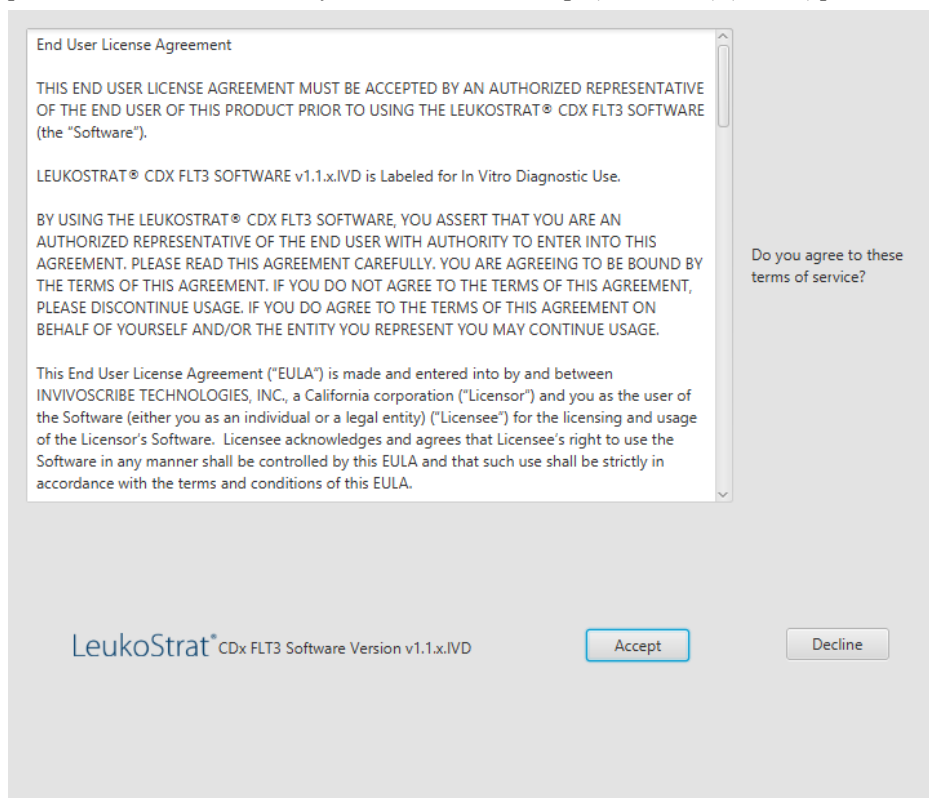 End User License Agreement
THIS END USER LICENSE AGREEMENT MUST BE ACCEPTED BY AN AUTHORIZED REPRESENTATIVE
OF THE END USER OF THIS PRODUCT PRIOR TO USING THE LEUKOSTRAT® CDX FLT3 SOFTWARE
(the “Software”).
LEUKOSTRAT® CDX FLT3 SOFTWARE v1.1.x.IVD is Labeled for In Vitro Diagnostic Use.
BY USING THE LEUKOSTRAT® CDX FLT3 SOFTWARE, YOU ASSERT THAT YOU ARE AN
AUTHORIZED REPRESENTATIVE OF THE END USER WITH AUTHORITY TO ENTER INTO THIS
AGREEMENT. PLEASE READ THIS AGREEMENT CAREFULLY. YOU ARE AGREEING TO BE BOUND BY
THE TERMS OF THIS AGREEMENT. IF YOU DO NOT AGREE TO THE TERMS OF THIS AGREEMENT,
PLEASE DISCONTINUE USAGE. IF YOU DO AGREE TO THE TERMS OF THIS AGREEMENT ON
BEHALF OF YOURSELF AND/OR THE ENTITY YOU REPRESENT YOU MAY CONTINUE USAGE.
This End User License Agreement (“EULA”) is made and entered into by and between
INVIVOSCRIBE TECHNOLOGIES, INC., a California corporation (“Licensor”) and you as the user of
the Software (either you as an individual or a legal entity) (“Licensee”) for the licensing and usage
of the Licensor's Software.  Licensee acknowledges and agrees that Licensee's right to use the
Software in any manner shall be controlled by this EULA and that such use shall be strictly in
accordance with the terms and conditions of this EULA.
Do you agree to these
terms of service?
LeukoStrat® CDx FLT3 Software Version v1.1.x.IVD
Accept
Decline